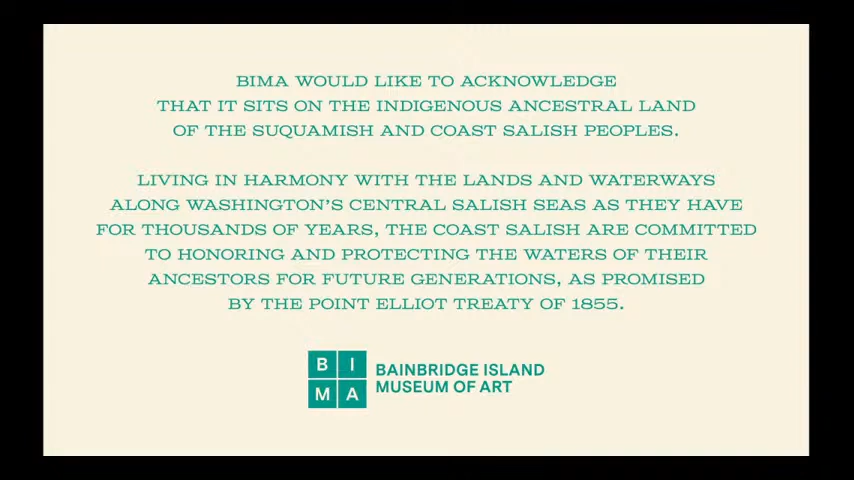 BIMA WOULD LIKE TO ACKNOWLEDGE
THAT IT SITS ON THE INDIGENOUS ANCESTRAL LAND
OF THE SUQUAMISH AND COAST SALISH PEOPLES.
LIVING IN HARMONY WITH THE LANDS AND WATERWAYS
ALONG WASHINGTON'S CENTRAL SALISH SEAS AS THEY HAVE
FOR THOUSANDS OF YEARS, THE COAST SALISH ARE COMMITTED
TO HONORING AND PROTECTING THE WATERS OF THEIR
ANCESTORS FOR FUTURE GENERATIONS, AS PROMISED
BY THE POINT ELLIOT TREATY OF 1855.
B I
M A
BAINBRIDGE ISLAND
MUSEUM OF ART